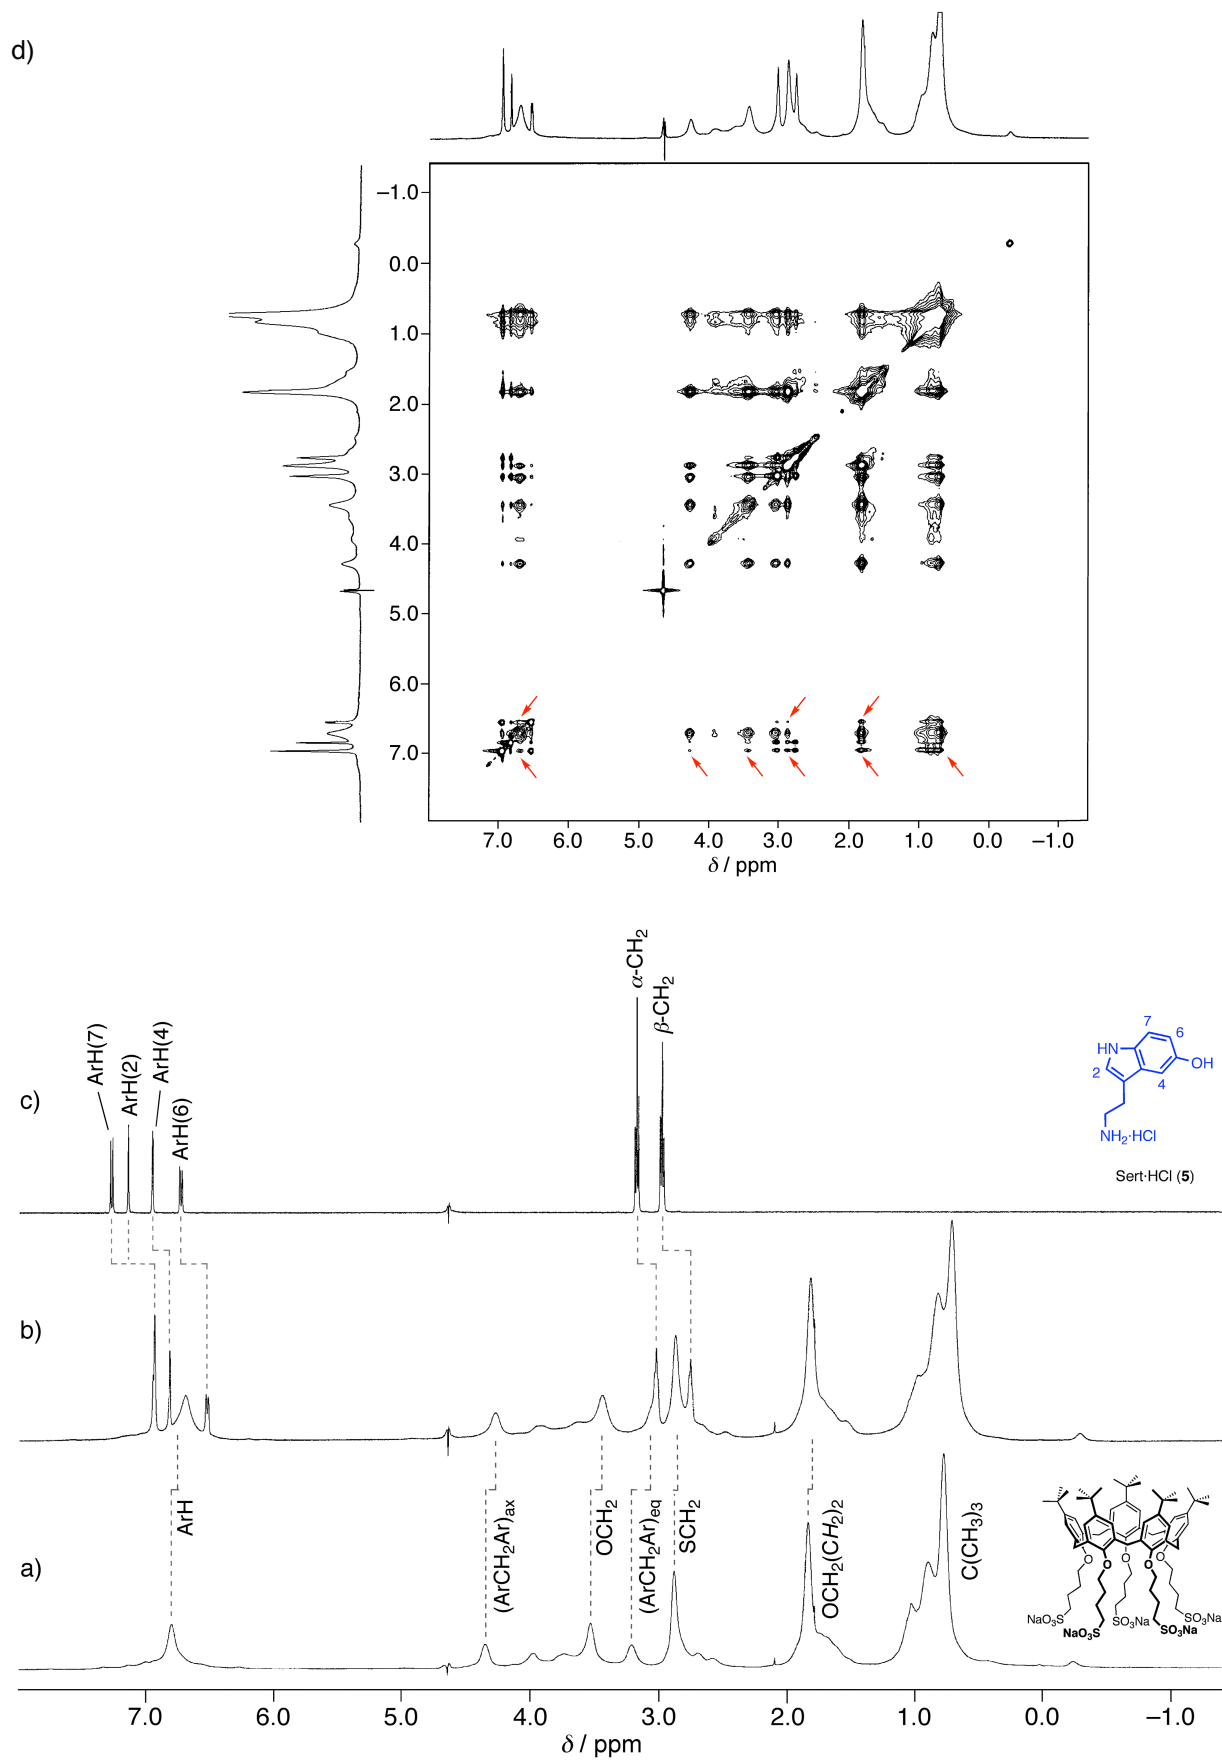 d)
−1.0
0.0
1.0
2.0
3.0
4.0
5.0
6.0
7.0
7.0 6.0 5.0 4.0 3.0 2.0 1.0 0.0 −1.0
δ / ppm
c)
ArH(7)
ArH(2)
ArH(4)
ArH(6)
α-CH2
β-CH2
7
HN
6
2
4
OH
NH2·HCl
Sert·HCl (5)
b)
a)
ArH
(ArCH2Ar)ax
OCH2
(ArCH2Ar)eq
SCH2
OCH2(CH2)2
C(CH3)3
O O O O O
NaO3S SO3Na SO3Na
NaO3S SO3Na
7.0 6.0 5.0 4.0 3.0 2.0 1.0 0.0 −1.0
δ / ppm